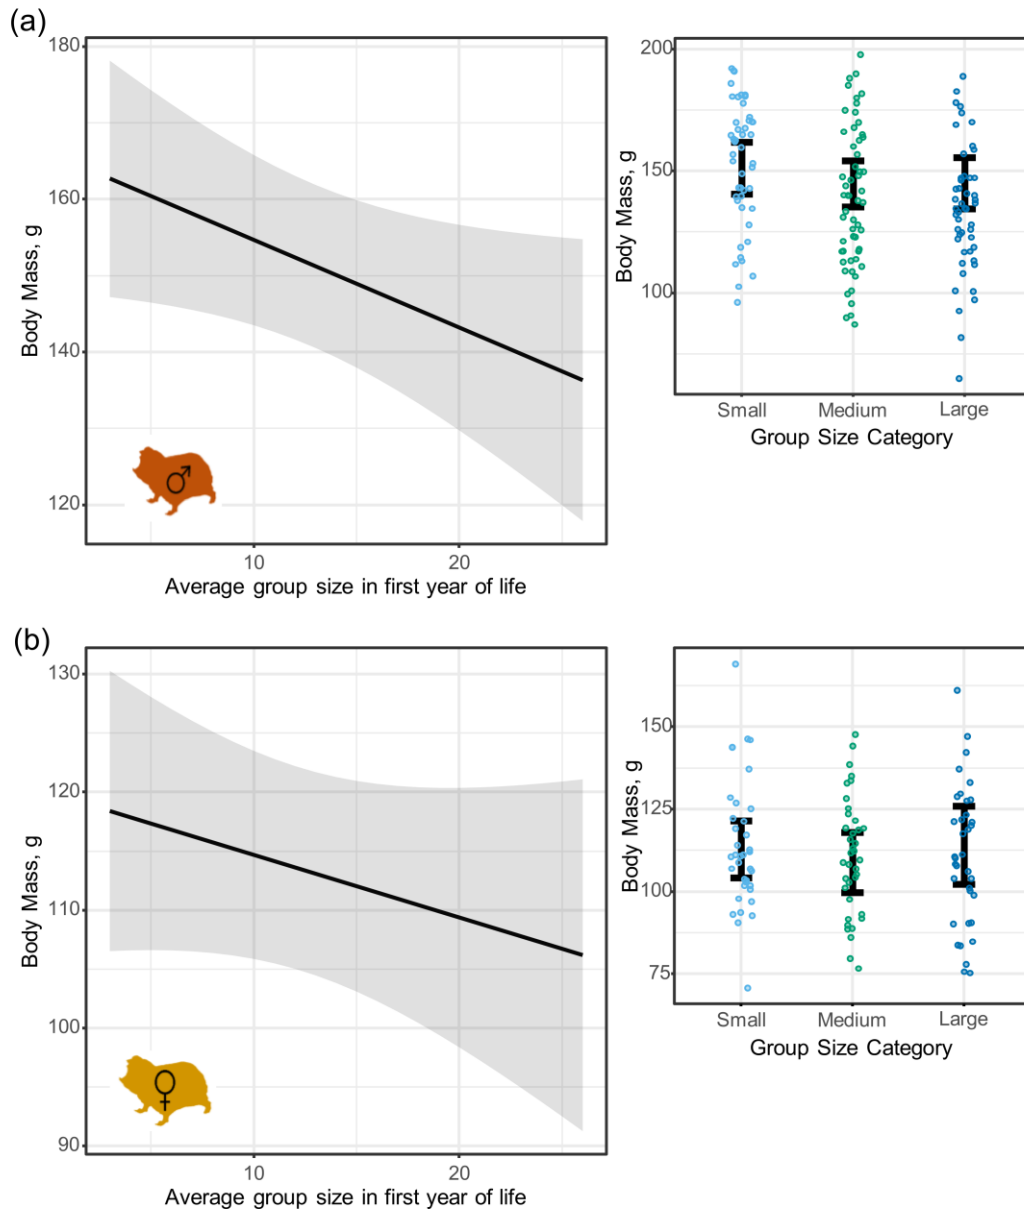 (a)
180
160
140
120
Body Mass, g
10
20
Average group size in first year of life
♂
200
150
100
Body Mass, g
Small
Medium
Large
Group Size Category
(b)
130
120
110
100
90
Body Mass, g
10
20
Average group size in first year of life
♀
150
125
100
75
Body Mass, g
Small
Medium
Large
Group Size Category